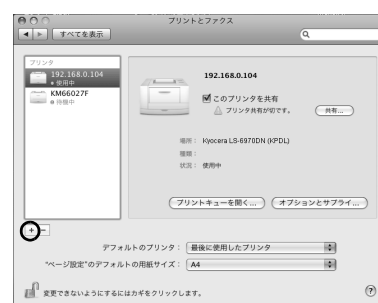 プリントとファクス
すべてを表示
プリンタ
192.168.0.104
使用中
KM66027F
待機中
192.168.0.104
このプリンタを共有
プリンタ共有が切です。
共有...
場所： Kyocera LS-6970DN (KPDL)
種類：
状況： 使用中
プリントキューを開く...
オプションとサプライ...
+ -
デフォルトのプリンタ： 最後に使用したプリンタ
"ページ設定"のデフォルトの用紙サイズ： A4
変更できないようにするにはカギをクリックします。
?